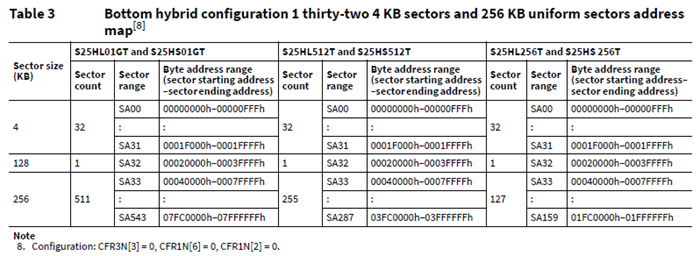 Table 3 Bottom hybrid configuration 1 thirty-two 4 KB sectors and 256 KB uniform sectors address
map[8]
Sector size (KB) S25HL01GT and S25HS01GT S25HL512T and S25HS512T S25HL256T and S25HS 256T
Sector count Sector range Byte address range (sector starting address –sector ending address) Sector count Sector range Byte address range (sector starting address –sector ending address) Sector count Sector range Byte address range (sector starting address– sector ending address)
4 32 SA00 00000000h–00000FFFh 32 SA00 00000000h–00000FFFh 32 SA00 00000000h–00000FFFh
: : : : : :
SA31 0001F000h–0001FFFFh SA31 0001F000h–0001FFFFh SA31 0001F000h–0001FFFFh
128 1 SA32 00020000h–0003FFFFh 1 SA32 00020000h–0003FFFFh 1 SA32 00020000h–0003FFFFh
256 511 SA33 00040000h–0007FFFFh 255 SA33 00040000h–0007FFFFh 127 SA33 00040000h–0007FFFFh
: : : : : :
SA543 07FC0000h–07FFFFFFh SA287 03FC0000h–03FFFFFFh SA159 01FC0000h–01FFFFFFh
Note
8. Configuration: CFR3N[3] = 0, CFR1N[6] = 0, CFR1N[2] = 0.